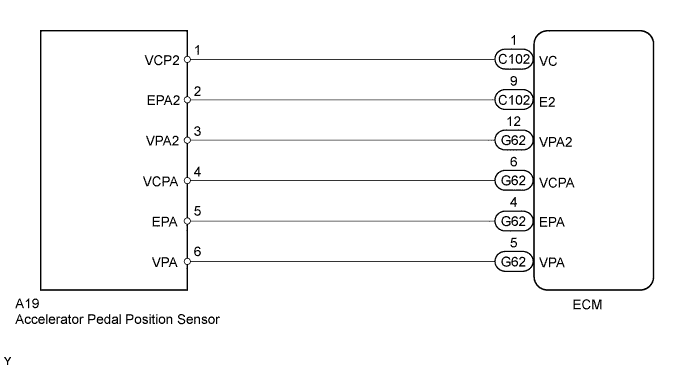 VCP2 1 1 C102 VC
EPA2 2 9 C102 E2
VPA2 3 12 G62 VPA2
VCPA 4 6 G62 VCPA
EPA 5 4 G62 EPA
VPA 6 5 G62 VPA
A19
Accelerator Pedal Position Sensor
ECM
Y